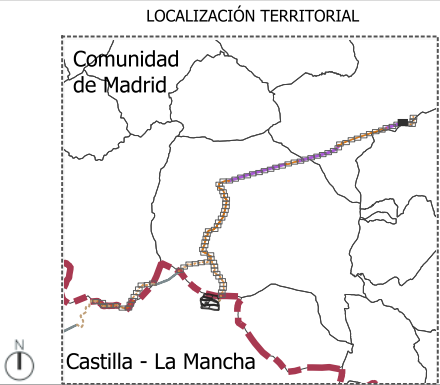 LOCALIZACIÓN TERRITORIAL
Comunidad
de Madrid
N
Castilla - La Mancha